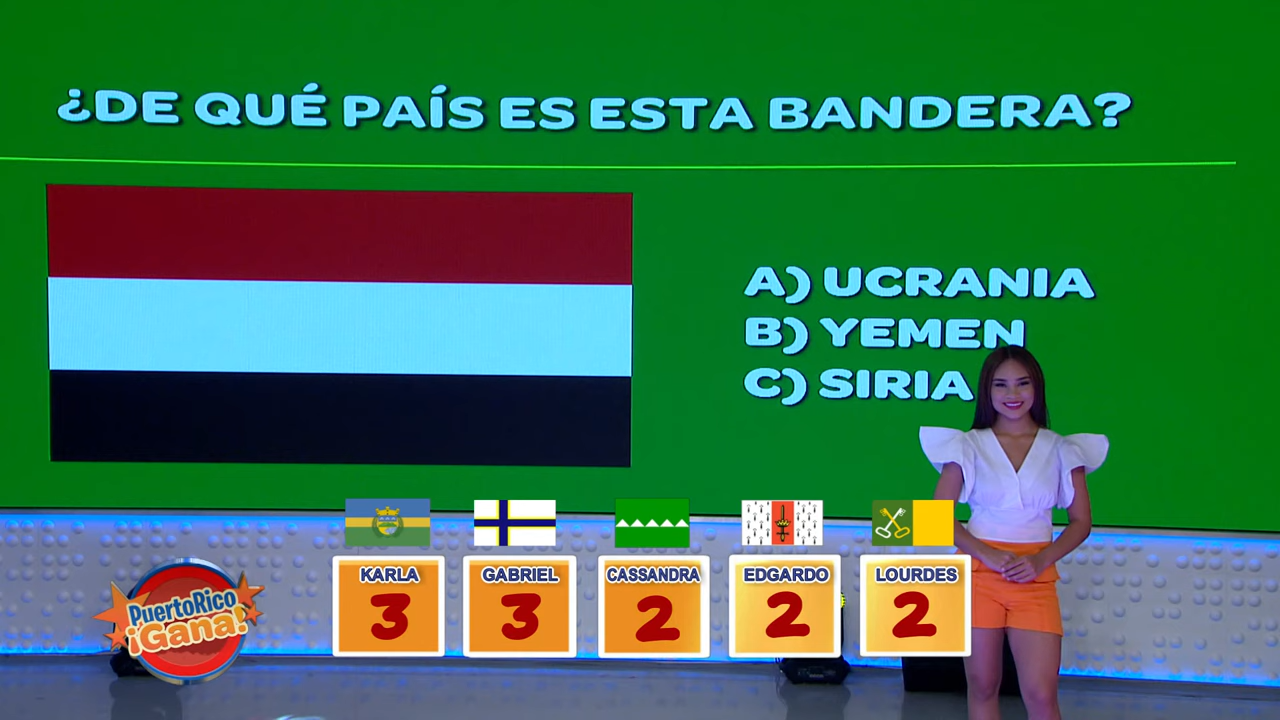 ¿DE QUÉ PAÍS ES ESTA BANDERA?
A) UCRANIA
B) YEMEN
C) SIRIA
KARLA
3
GABRIEL
3
CASSANDRA
2
EDGARDO
2
LOURDES
2
PuertoRico
¡Gana!